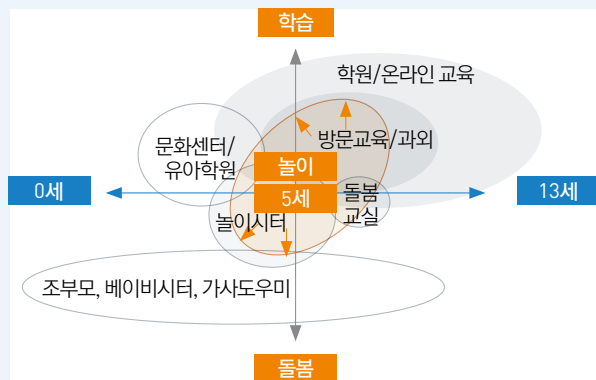 학습
학원/온라인 교육
방문교육/과외
문화센터/
유아학원
놀이
0세
5세
13세
돌봄
교실
놀이시터
조부모, 베이비시터, 가사도우미
돌봄